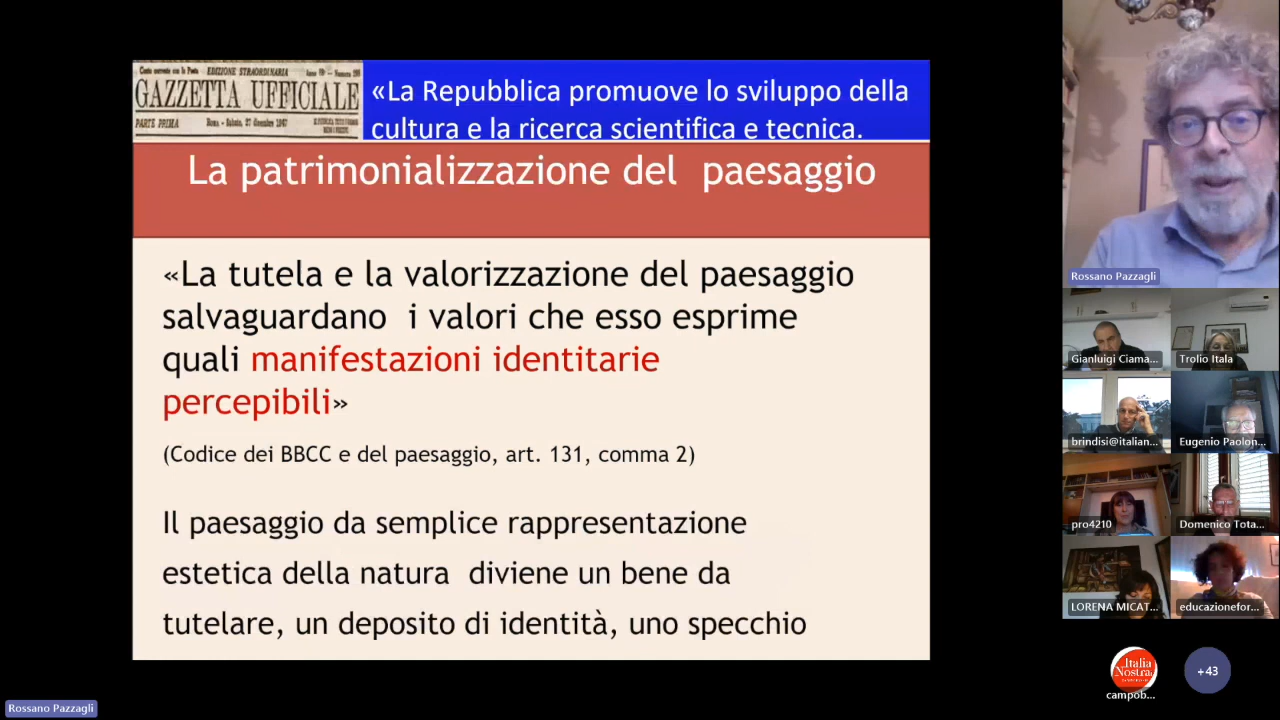 GAZZETTA UFFICIALE
EDIZIONE STRAORDINARIA
PARTE PRIMA
«La Repubblica promuove lo sviluppo della
cultura e la ricerca scientifica e tecnica.
La patrimonializzazione del paesaggio
«La tutela e la valorizzazione del paesaggio
salvaguardano i valori che esso esprime
quali manifestazioni identitarie
percepibili»
(Codice dei BBCC e del paesaggio, art. 131, comma 2)
Il paesaggio da semplice rappresentazione
estetica della natura diviene un bene da
tutelare, un deposito di identità, uno specchio
Rossano Pazzagli
Gianluigi Ciama...
Trolio Itala
brindisi@italian...
Eugenio Paolon...
pro4210
Domenico Tota...
LORENA MICAT...
educazionefor...
Italia
Nostra
campob...
+43
Rossano Pazzagli